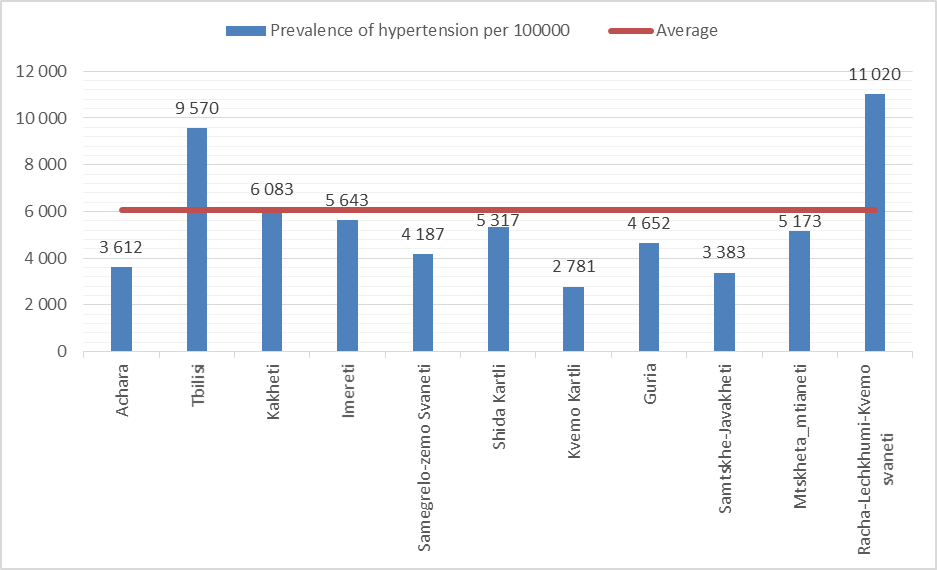 Prevalence of hypertension per 100000
Average
12 000
10 000
8 000
6 000
4 000
2 000
0
3 612
9 570
6 083
5 643
4 187
5 317
2 781
4 652
3 383
5 173
11 020
Achara
Tbilisi
Kakheti
Imereti
Samegrelo-zemo Svaneti
Shida Kartli
Kvemo Kartli
Guria
Samtskhe-Javakheti
Mtskheta_mtianeti
Racha-Lechkhumi-Kvemo
svaneti